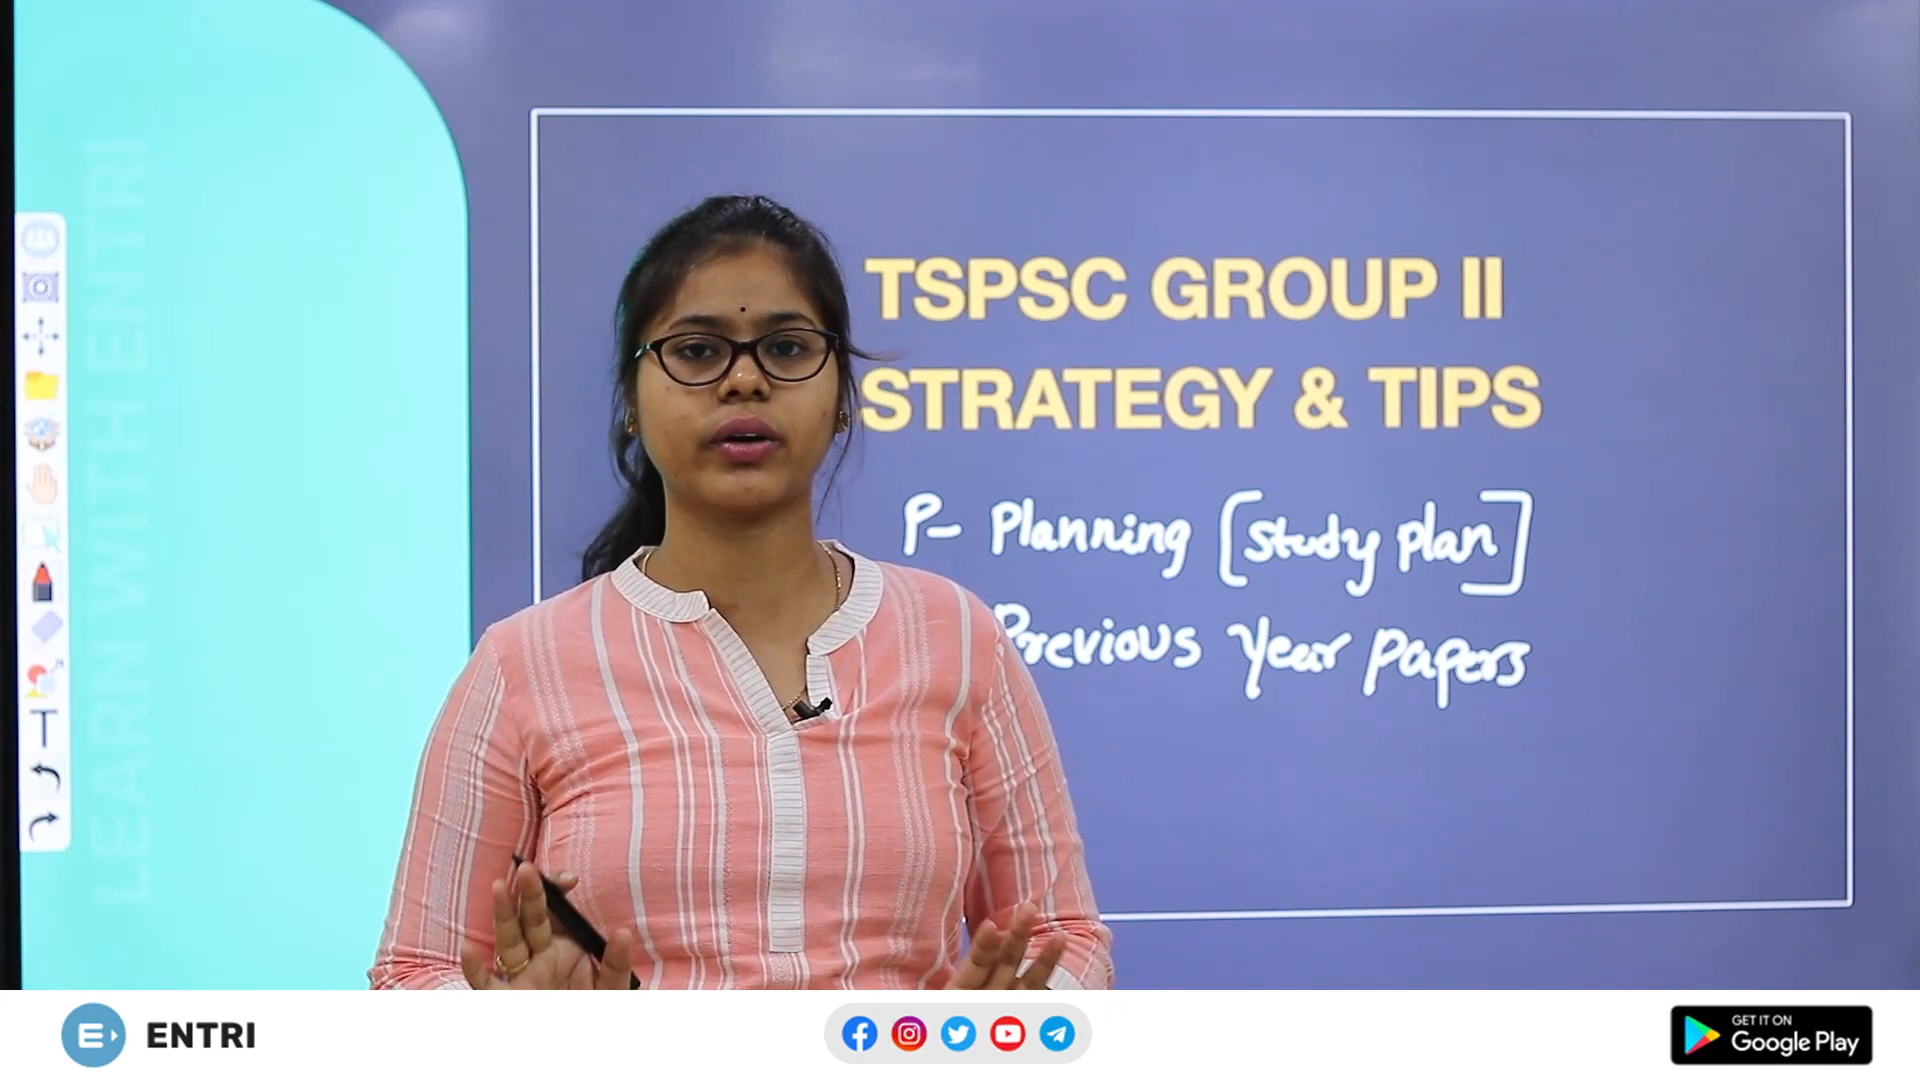 LEARN WITH ENTRI
TSPSC GROUP II
STRATEGY & TIPS
P- Planning [Study plan]
Previous Year papers
T
E
ENTRI
GET IT ON
Google Play